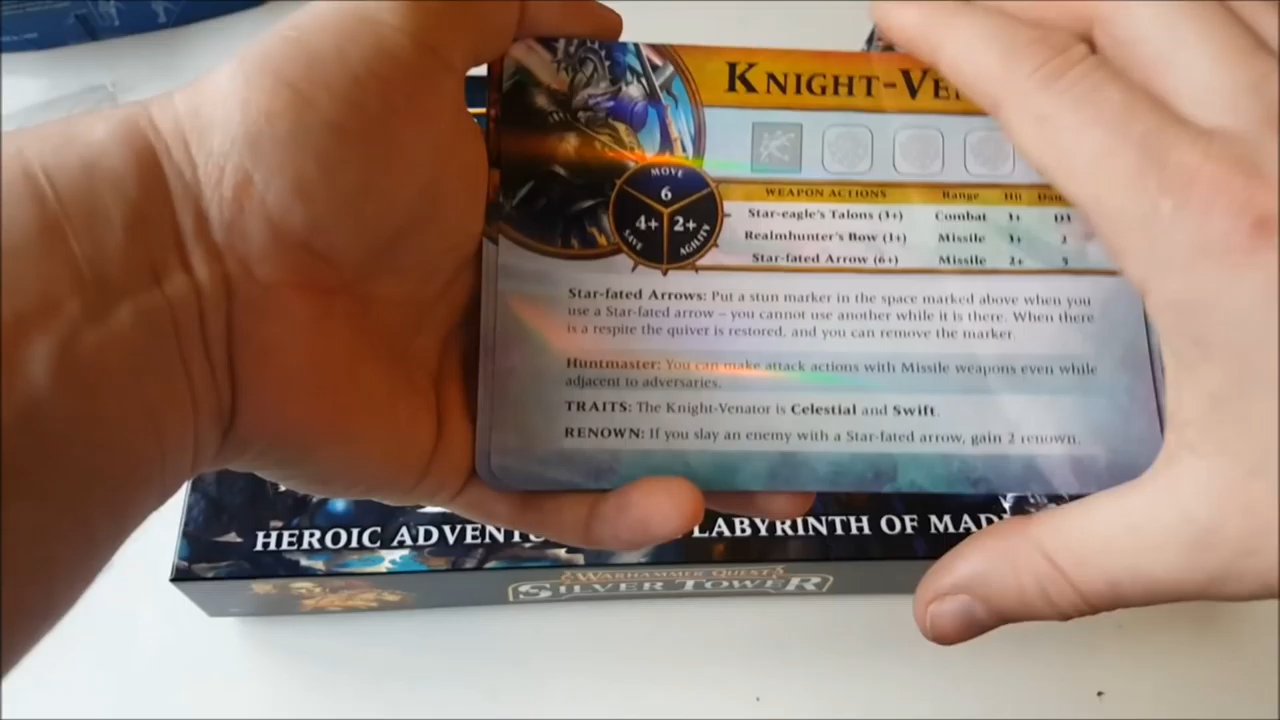 KNIGHT-VE
MOVE
6
4+ 2+
SAVE AGILITY
WEAPON ACTIONS Range Hit Dam
Star-eagle's Talons (3+) Combat 3+ D3
Realmhunter's Bow (1+) Missile 3+ 2
Star-fated Arrow (6+) Missile 2+ 5
Star-fated Arrows: Put a stun marker in the space marked above when you
use a Star-fated arrow – you cannot use another while it is there. When there
is a respite the quiver is restored, and you can remove the marker.
Huntmaster: You can make attack actions with Missile weapons even while
adjacent to adversaries.
TRAITS: The Knight-Venator is Celestial and Swift.
RENOWN: If you slay an enemy with a Star-fated arrow, gain 2 renown.
HEROIC ADVENTU LABYRINTH OF MAD
WARHAMMER QUEST
SILVER TOWER